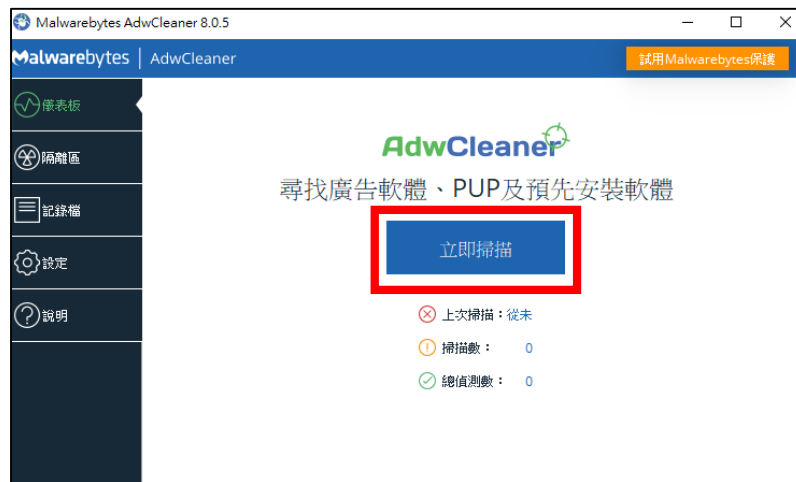 Malwarebytes AdwCleaner 8.0.5
Malwarebytes | AdwCleaner
試用Malwarebytes保護
儀表板
隔離區
記錄檔
設定
說明
AdwCleaner
尋找廣告軟體、PUP及預先安裝軟體
立即掃描
上次掃描：從未
掃描數： 0
總偵測數： 0